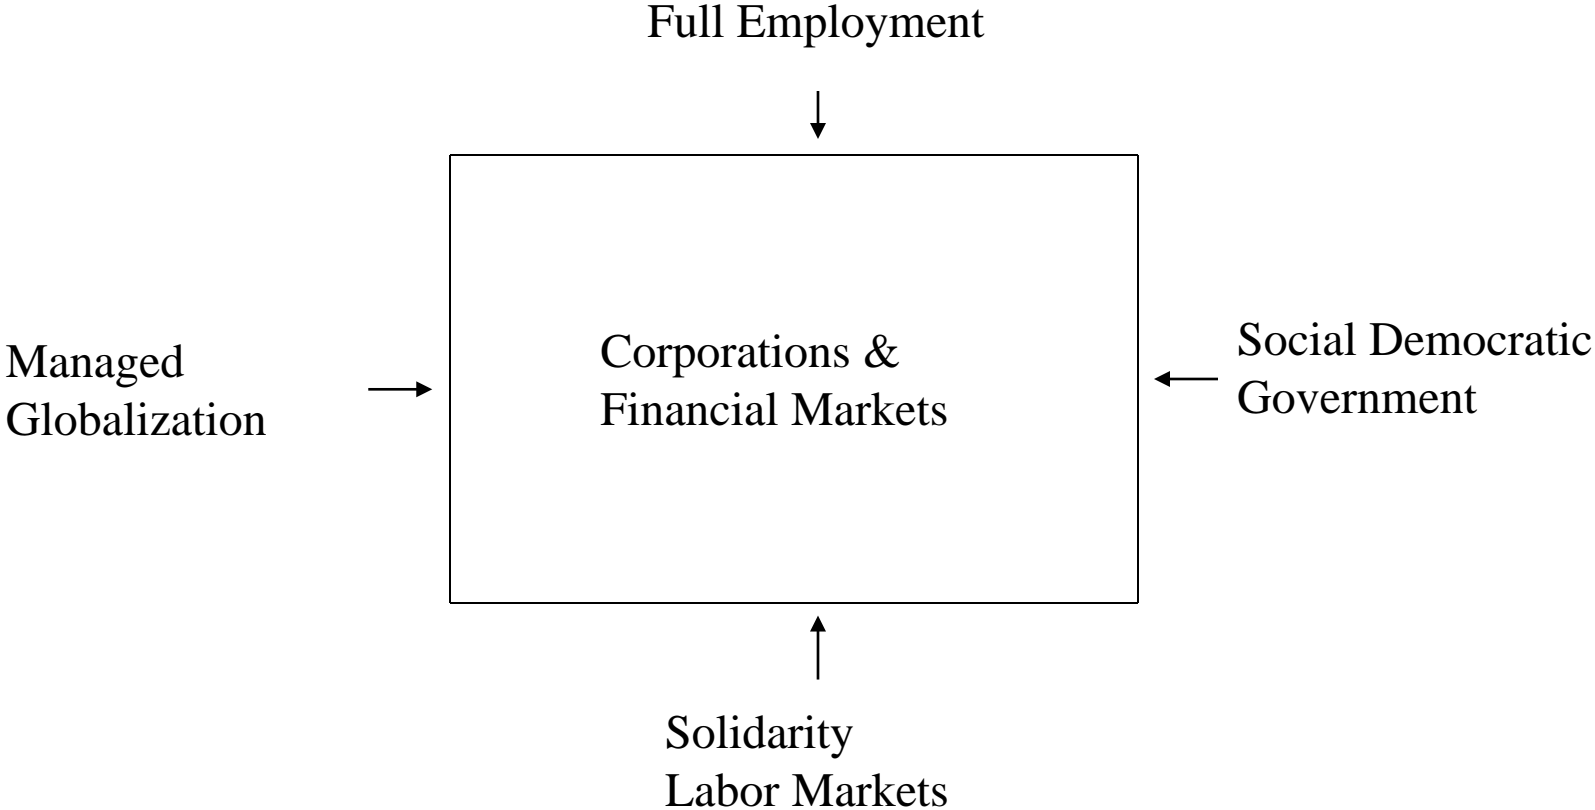 Full Employment
Managed
Globalization
Corporations &
Financial Markets
Social Democratic
Government
Solidarity
Labor Markets